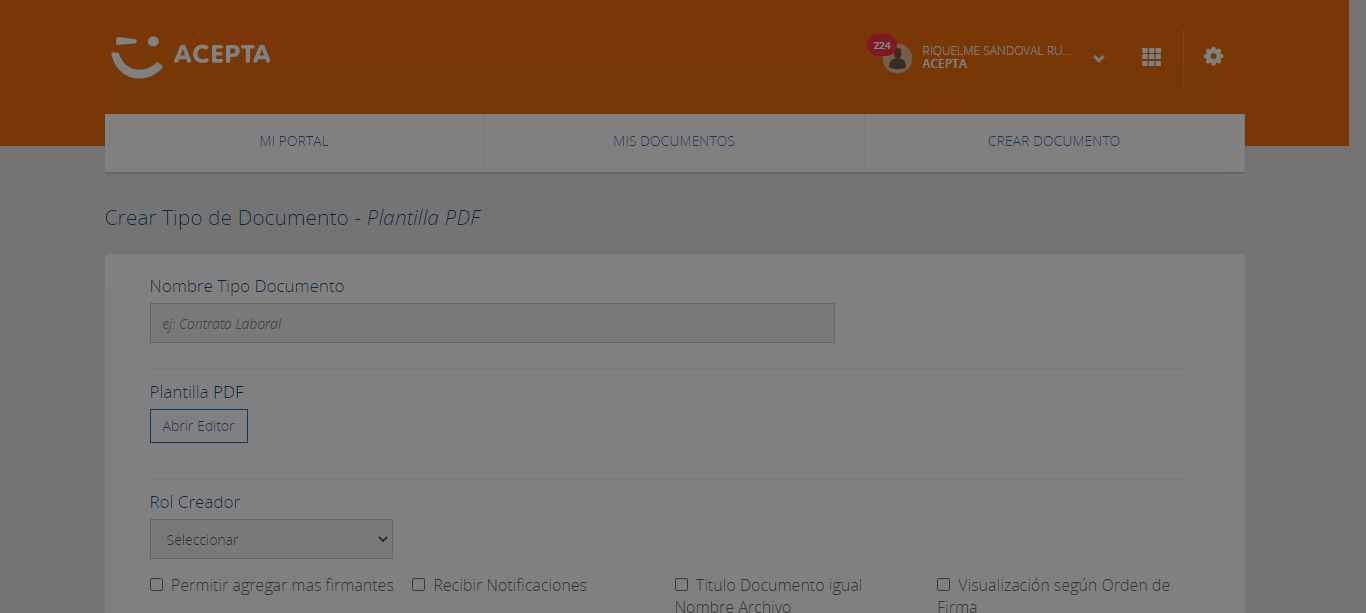 ACEPTA
224
RIQUELME SANDOVAL RU...
ACEPTA
MI PORTAL
MIS DOCUMENTOS
CREAR DOCUMENTO
Crear Tipo de Documento - Plantilla PDF
Nombre Tipo Documento
ej: Contrato Laboral
Plantilla PDF
Abrir Editor
Rol Creador
Seleccionar
Permitir agregar mas firmantes
Recibir Notificaciones
Titulo Documento igual
Nombre Archivo
Visualización según Orden de
Firma